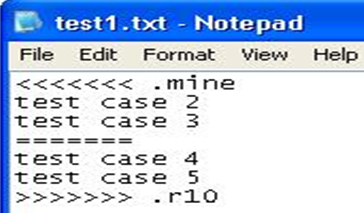 test1.txt - Notepad
File Edit Format View Help
<<<<<<< .mine
test case 2
test case 3
=======
test case 4
test case 5
>>>>>>> .r10